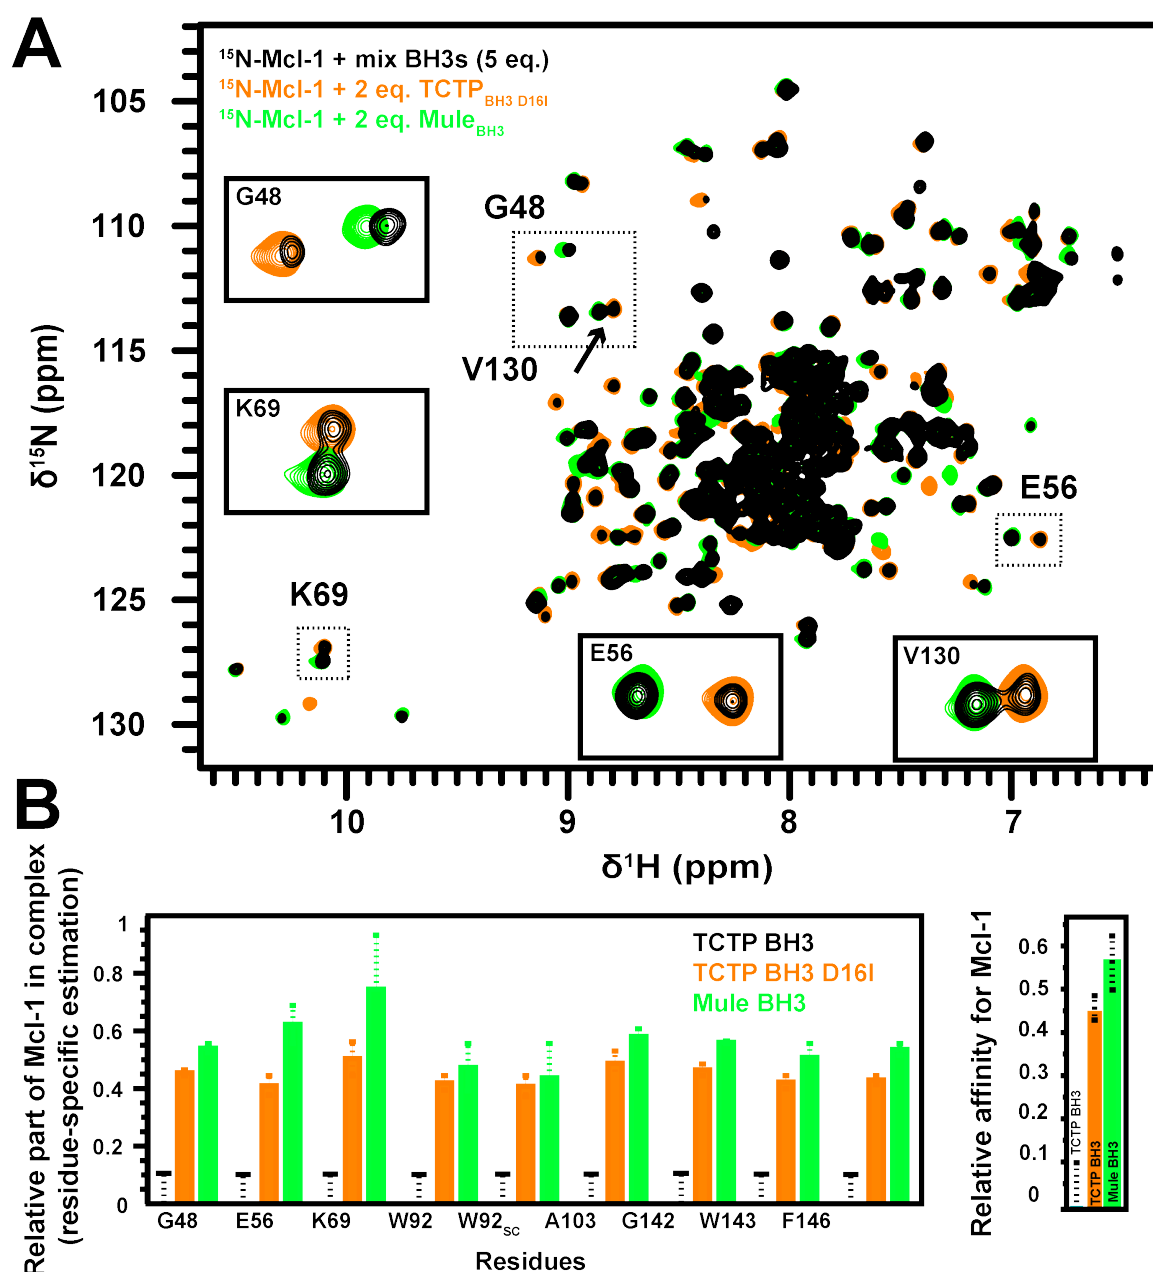 A
¹⁵N-Mcl-1 + mix BH3s (5 eq.)
¹⁵N-Mcl-1 + 2 eq. TCTP_BH3 D16I
¹⁵N-Mcl-1 + 2 eq. Mule_BH3
G48
K69
G48
V130
E56
K69
E56
V130
105
110
115
120
125
130
δ¹⁵N (ppm)
10
9
8
7
δ¹H (ppm)
B
Relative part of Mcl-1 in complex
(residue-specific estimation)
1
0.8
0.6
0.4
0.2
0
TCTP BH3
TCTP BH3 D16I
Mule BH3
G48 E56 K69 W92 W92_SC A103 G142 W143 F146
Residues
Relative affinity for Mcl-1
0.6
0.5
0.4
0.3
0.2
0.1
0
TCTP BH3
TCTP BH3
Mule BH3